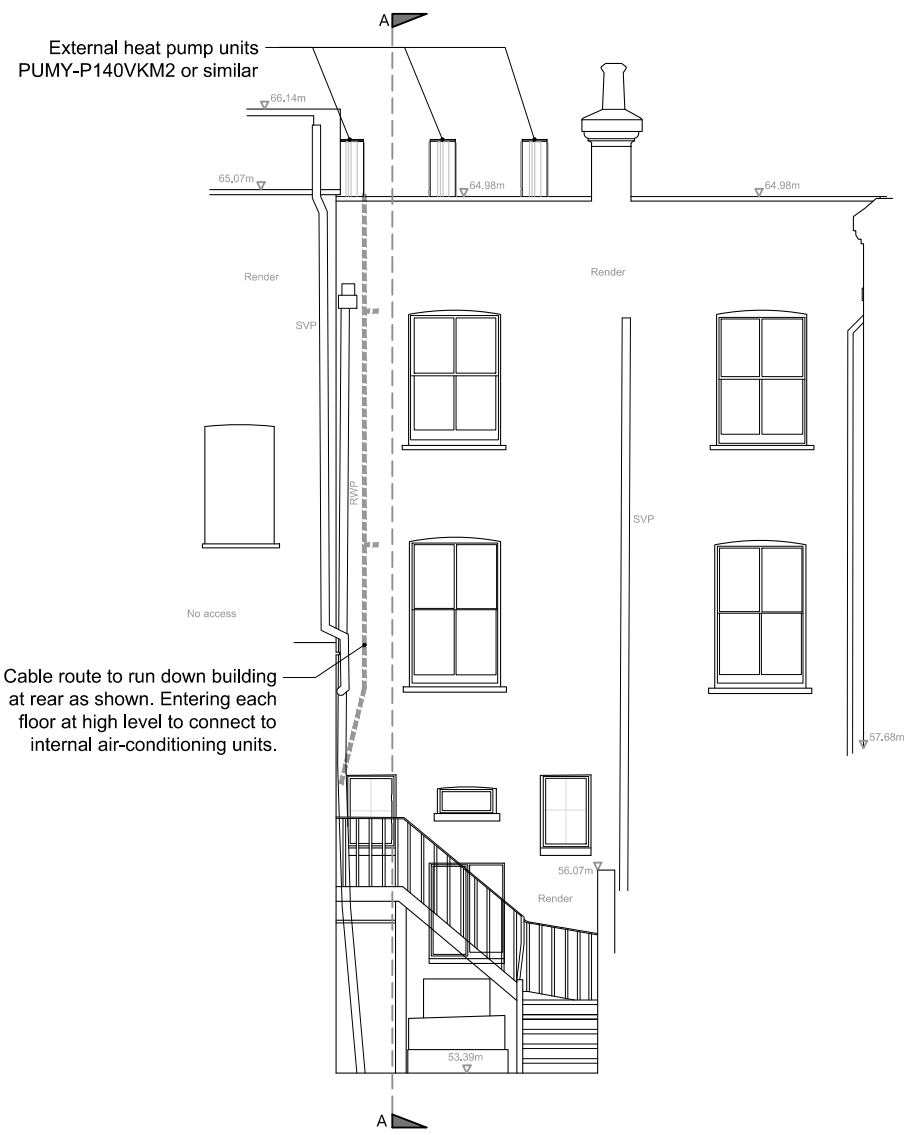 A
External heat pump units
PUMY-P140VKM2 or similar
66.14m
65.07m
64.98m
64.98m
Render
Render
SVP
RWP
SVP
No access
Cable route to run down building
at rear as shown. Entering each
floor at high level to connect to
internal air-conditioning units.
57.68m
56.07m
Render
53.39m
A